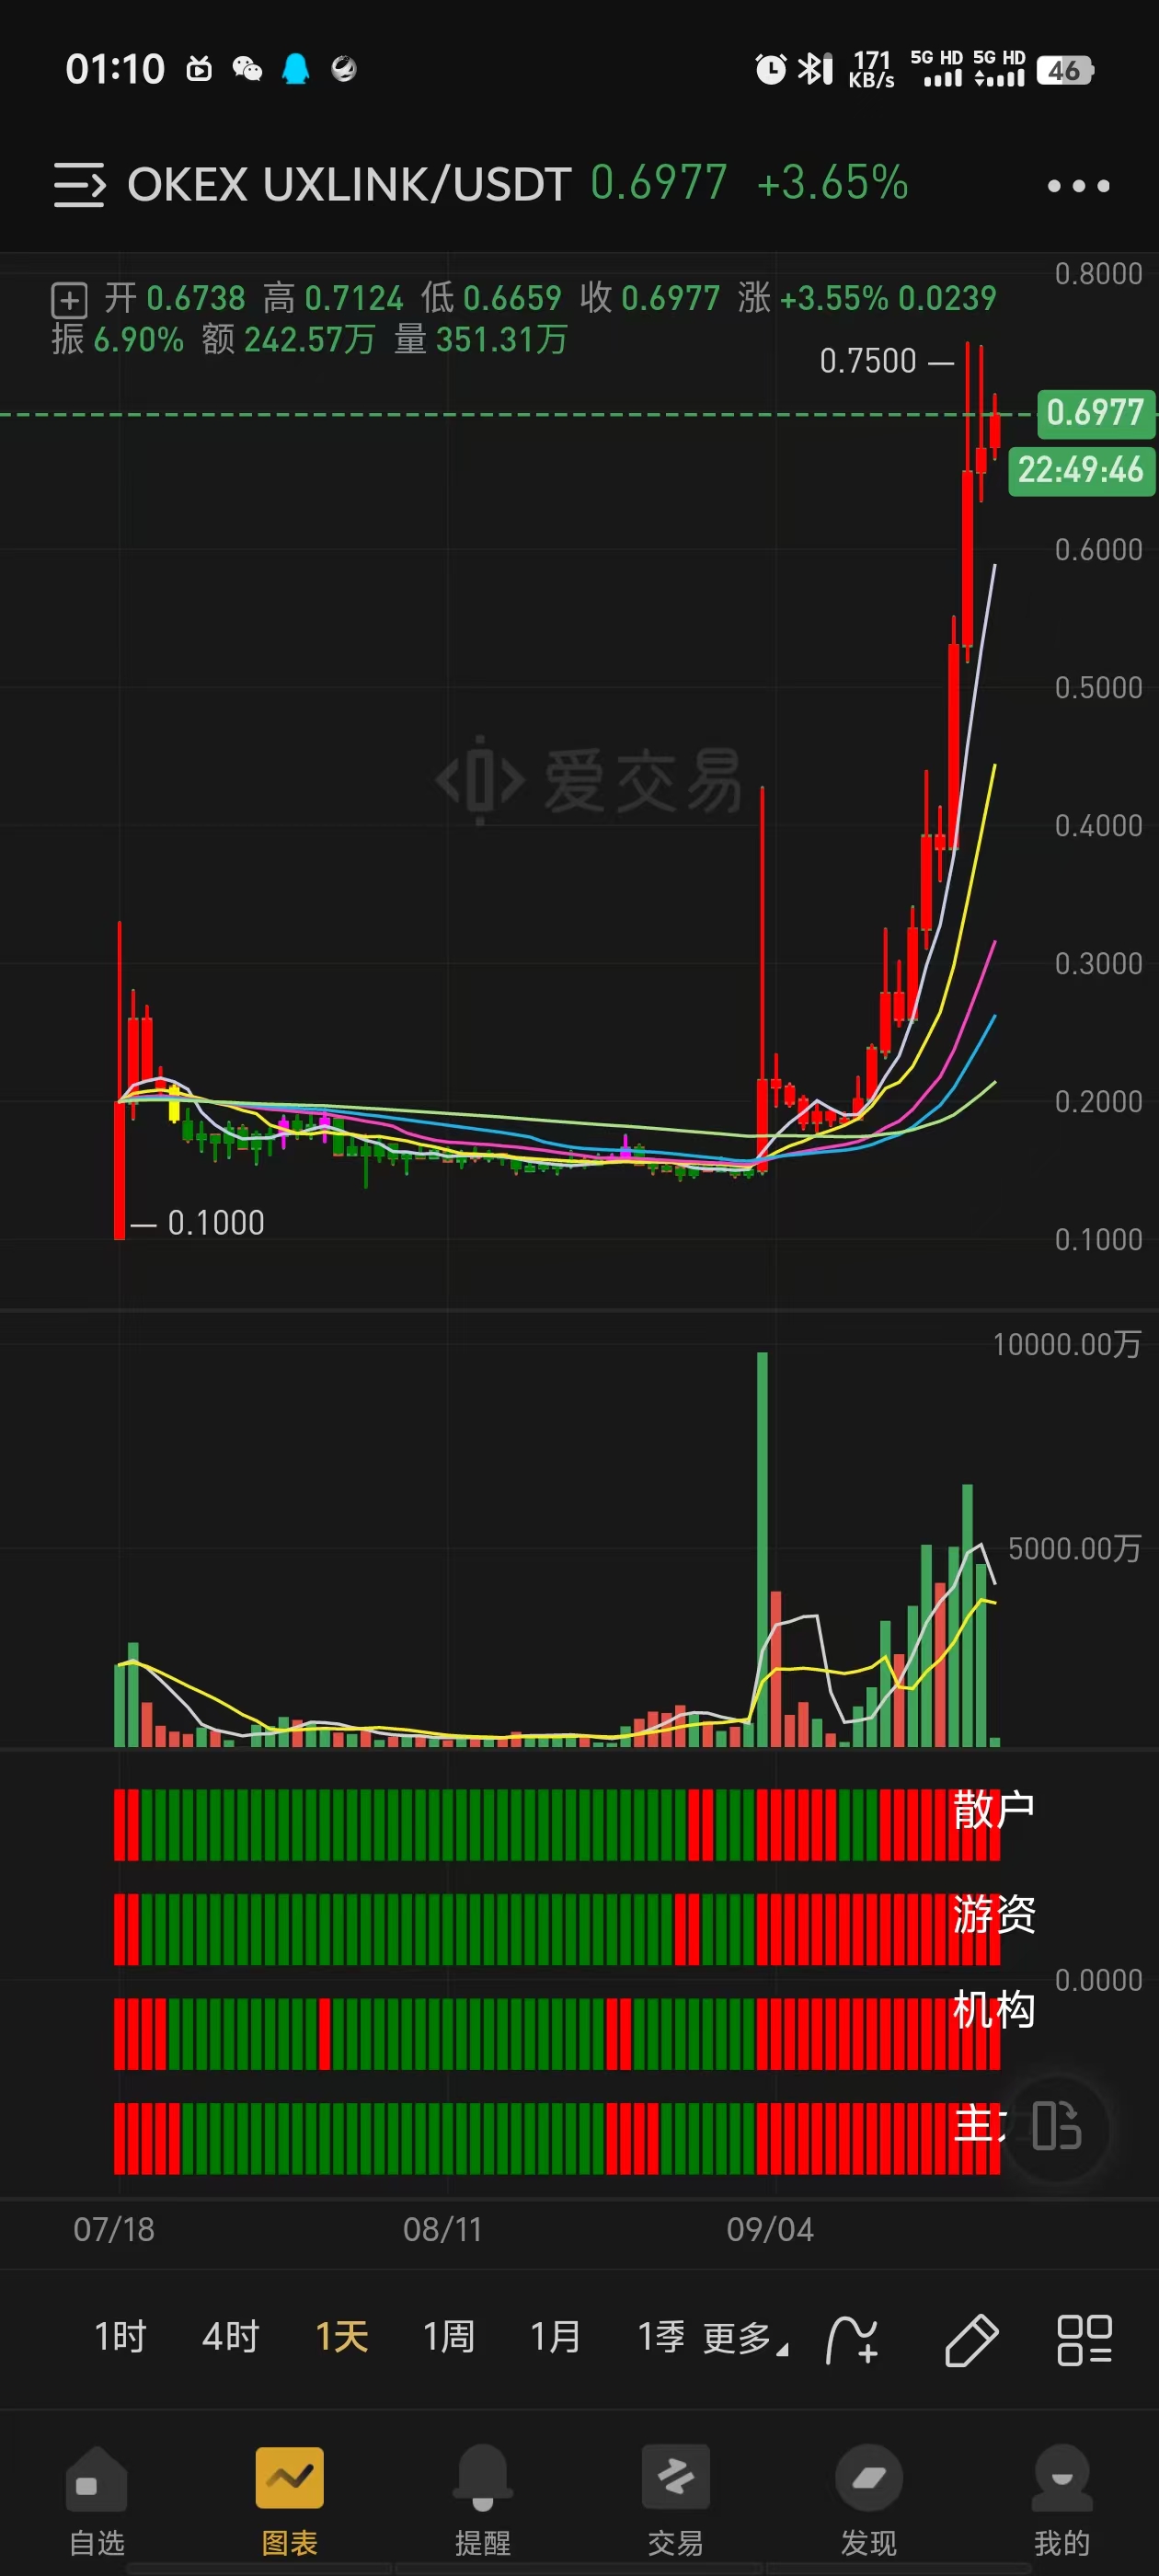 01:10 171 KB/s 5G HD 5G HD 46
OKEX UXLINK/USDT 0.6977 +3.65%
0.8000
开 0.6738 高 0.7124 低 0.6659 收 0.6977 涨 +3.55% 0.0239
振 6.90% 额 242.57万 量 351.31万
0.7500
0.6977
22:49:46
0.6000
0.5000
爱交易
0.4000
0.3000
0.2000
0.1000
0.1000
10000.00万
5000.00万
散户
游资
0.0000
机构
主
07/18 08/11 09/04
1时 4时 1天 1周 1月 1季 更多
自选 图表 提醒 交易 发现 我的